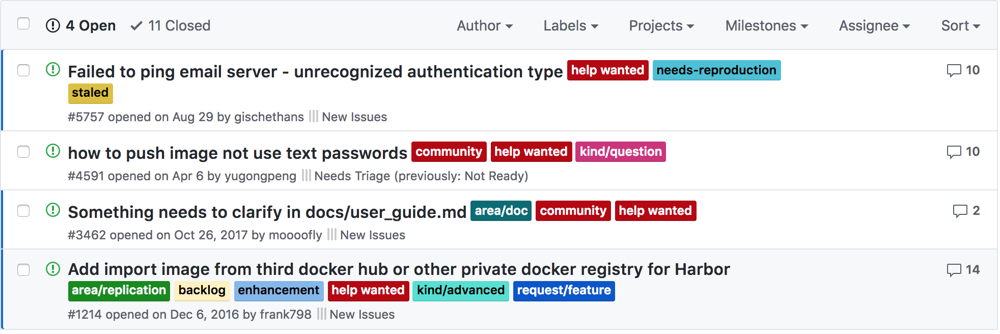 4 Open 11 Closed Author Labels Projects Milestones Assignee Sort
Failed to ping email server - unrecognized authentication type help wanted needs-reproduction 10
staled
#5757 opened on Aug 29 by gischethans New Issues
how to push image not use text passwords community help wanted kind/question 10
#4591 opened on Apr 6 by yugongpeng Needs Triage (previously: Not Ready)
Something needs to clarify in docs/user_guide.md area/doc community help wanted 2
#3462 opened on Oct 26, 2017 by moooofly New Issues
Add import image from third docker hub or other private docker registry for Harbor 14
area/replication backlog enhancement help wanted kind/advanced request/feature
#1214 opened on Dec 6, 2016 by frank798 New Issues